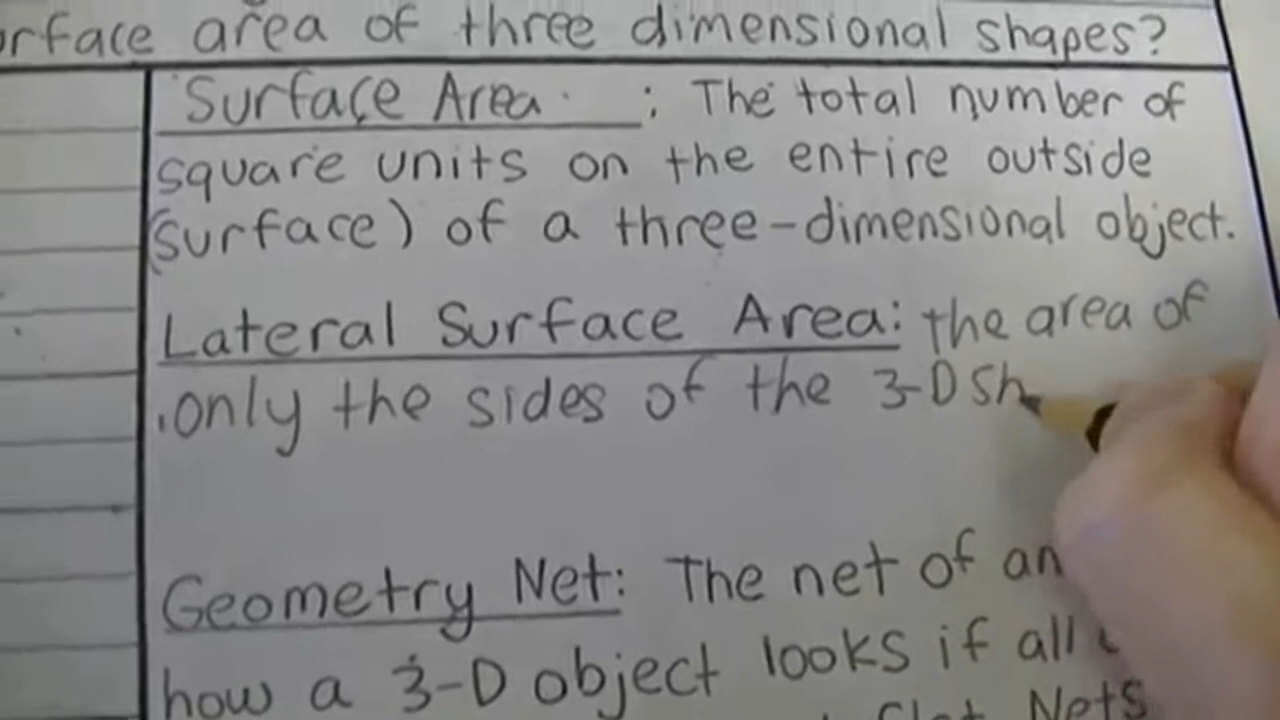 rface area of three dimensional shapes?
Surface Area : The total number of
square units on the entire outside
(surface) of a three-dimensional object.
Lateral Surface Area: the area of
only the sides of the 3-D Sh
Geometry Net: The net of an
how a 3-D object looks if all
Nets